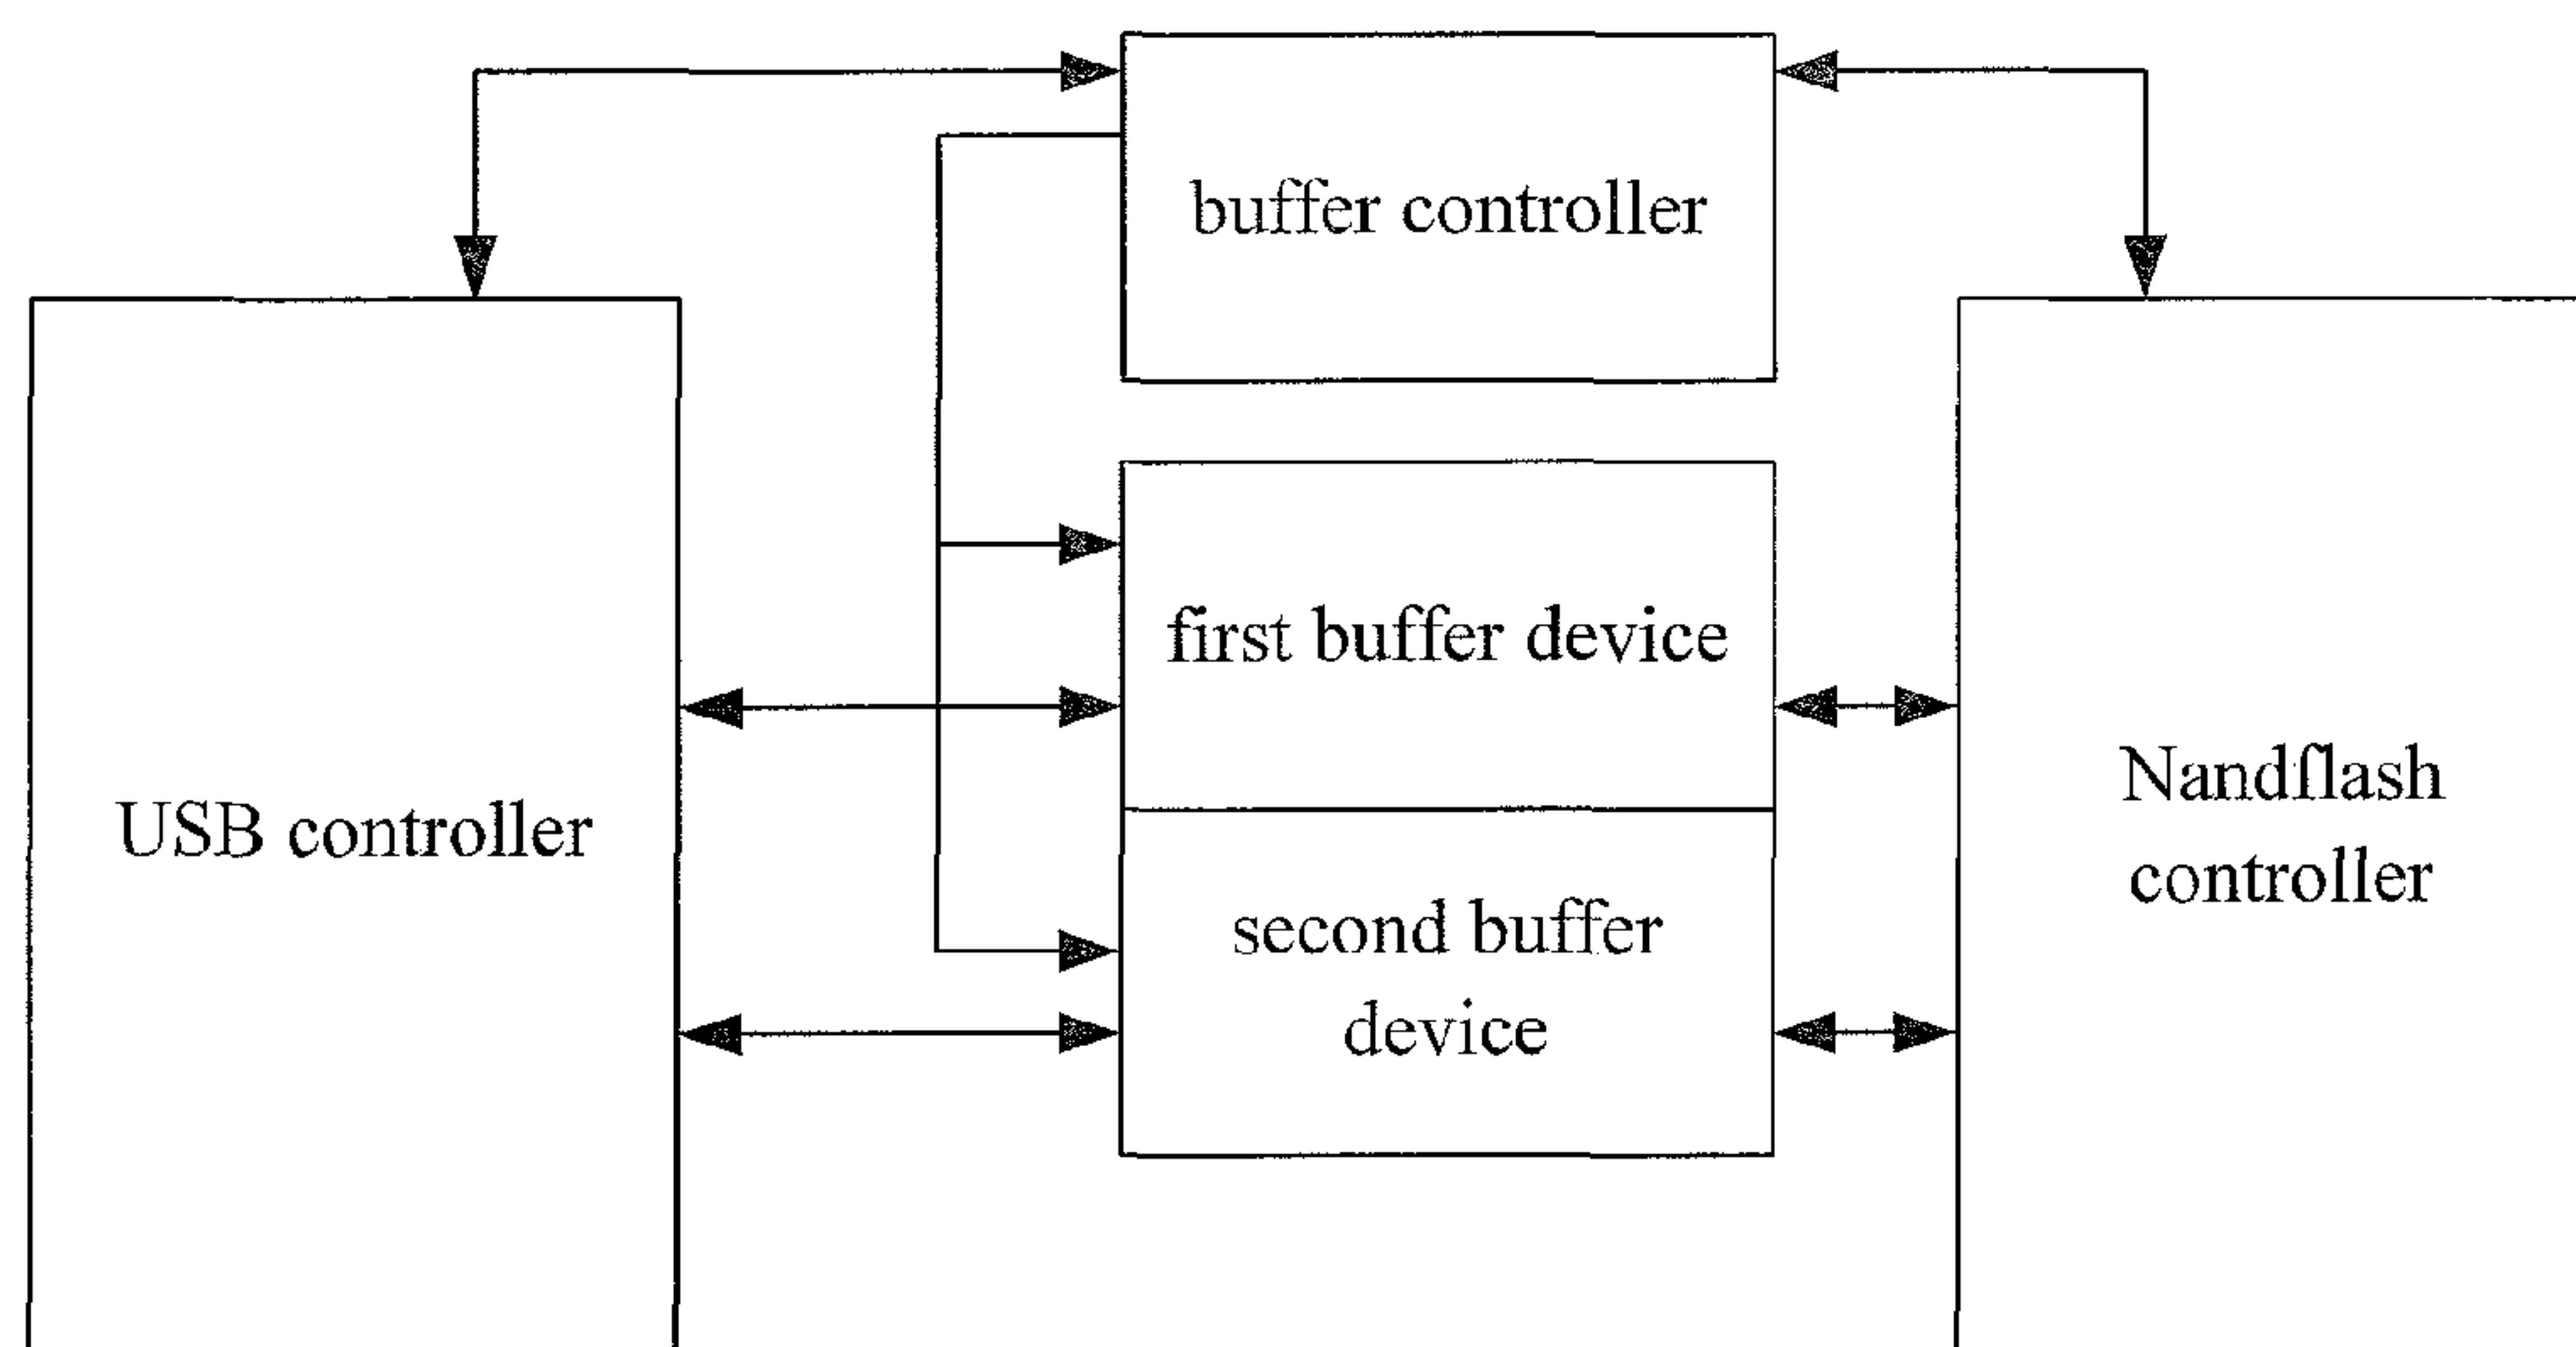 buffer controller
first buffer device
USB controller
Nandflash
controller
second buffer
device